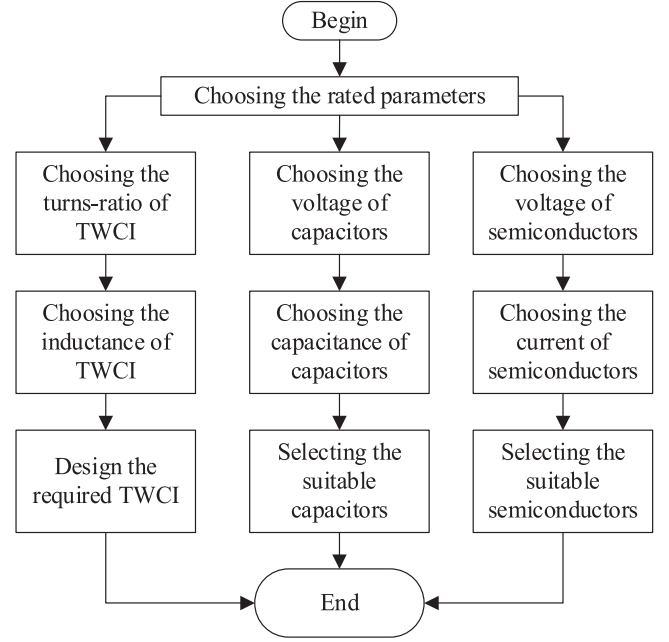 Begin
Choosing the rated parameters
Choosing the
turns-ratio of
TWCI
Choosing the
voltage of
capacitors
Choosing the
voltage of
semiconductors
Choosing the
inductance of
TWCI
Choosing the
capacitance of
capacitors
Choosing the
current of
semiconductors
Design the
required TWCI
Selecting the
suitable
capacitors
Selecting the
suitable
semiconductors
End